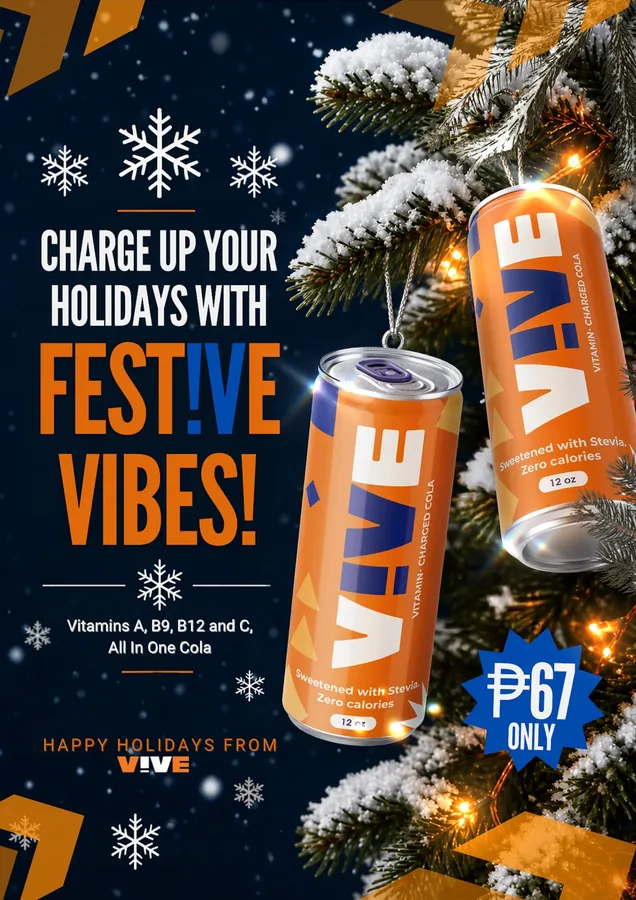 CHARGE UP YOUR
HOLIDAYS WITH
FEST!VE
VIBES!
Vitamins A, B9, B12 and C,
All In One Cola
HAPPY HOLIDAYS FROM
V!VE
V!VE
VITAMIN- CHARGED COLA
Sweetened with Stevia.
Zero calories
12 oz
V!VE
VITAMIN- CHARGED COLA
Sweetened with Stevia.
Zero calories
12 oz
₱67
ONLY